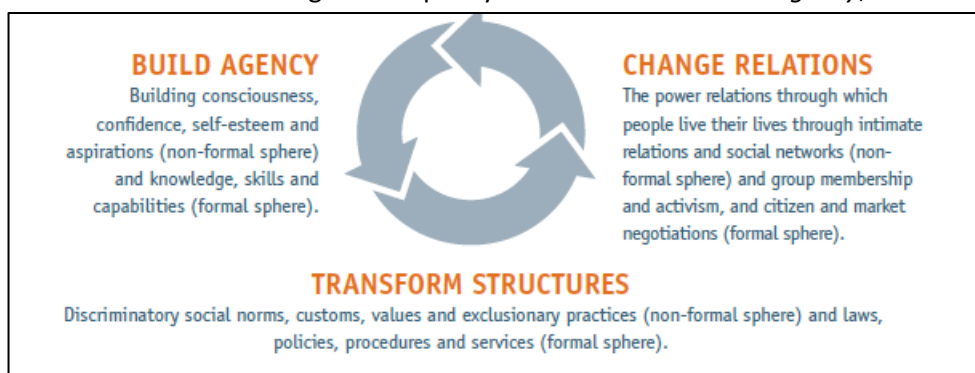 BUILD AGENCY
Building consciousness,
confidence, self-esteem and
aspirations (non-formal sphere)
and knowledge, skills and
capabilities (formal sphere).
CHANGE RELATIONS
The power relations through which
people live their lives through intimate
relations and social networks (non-
formal sphere) and group membership
and activism, and citizen and market
negotiations (formal sphere).
TRANSFORM STRUCTURES
Discriminatory social norms, customs, values and exclusionary practices (non-formal sphere) and laws,
policies, procedures and services (formal sphere).